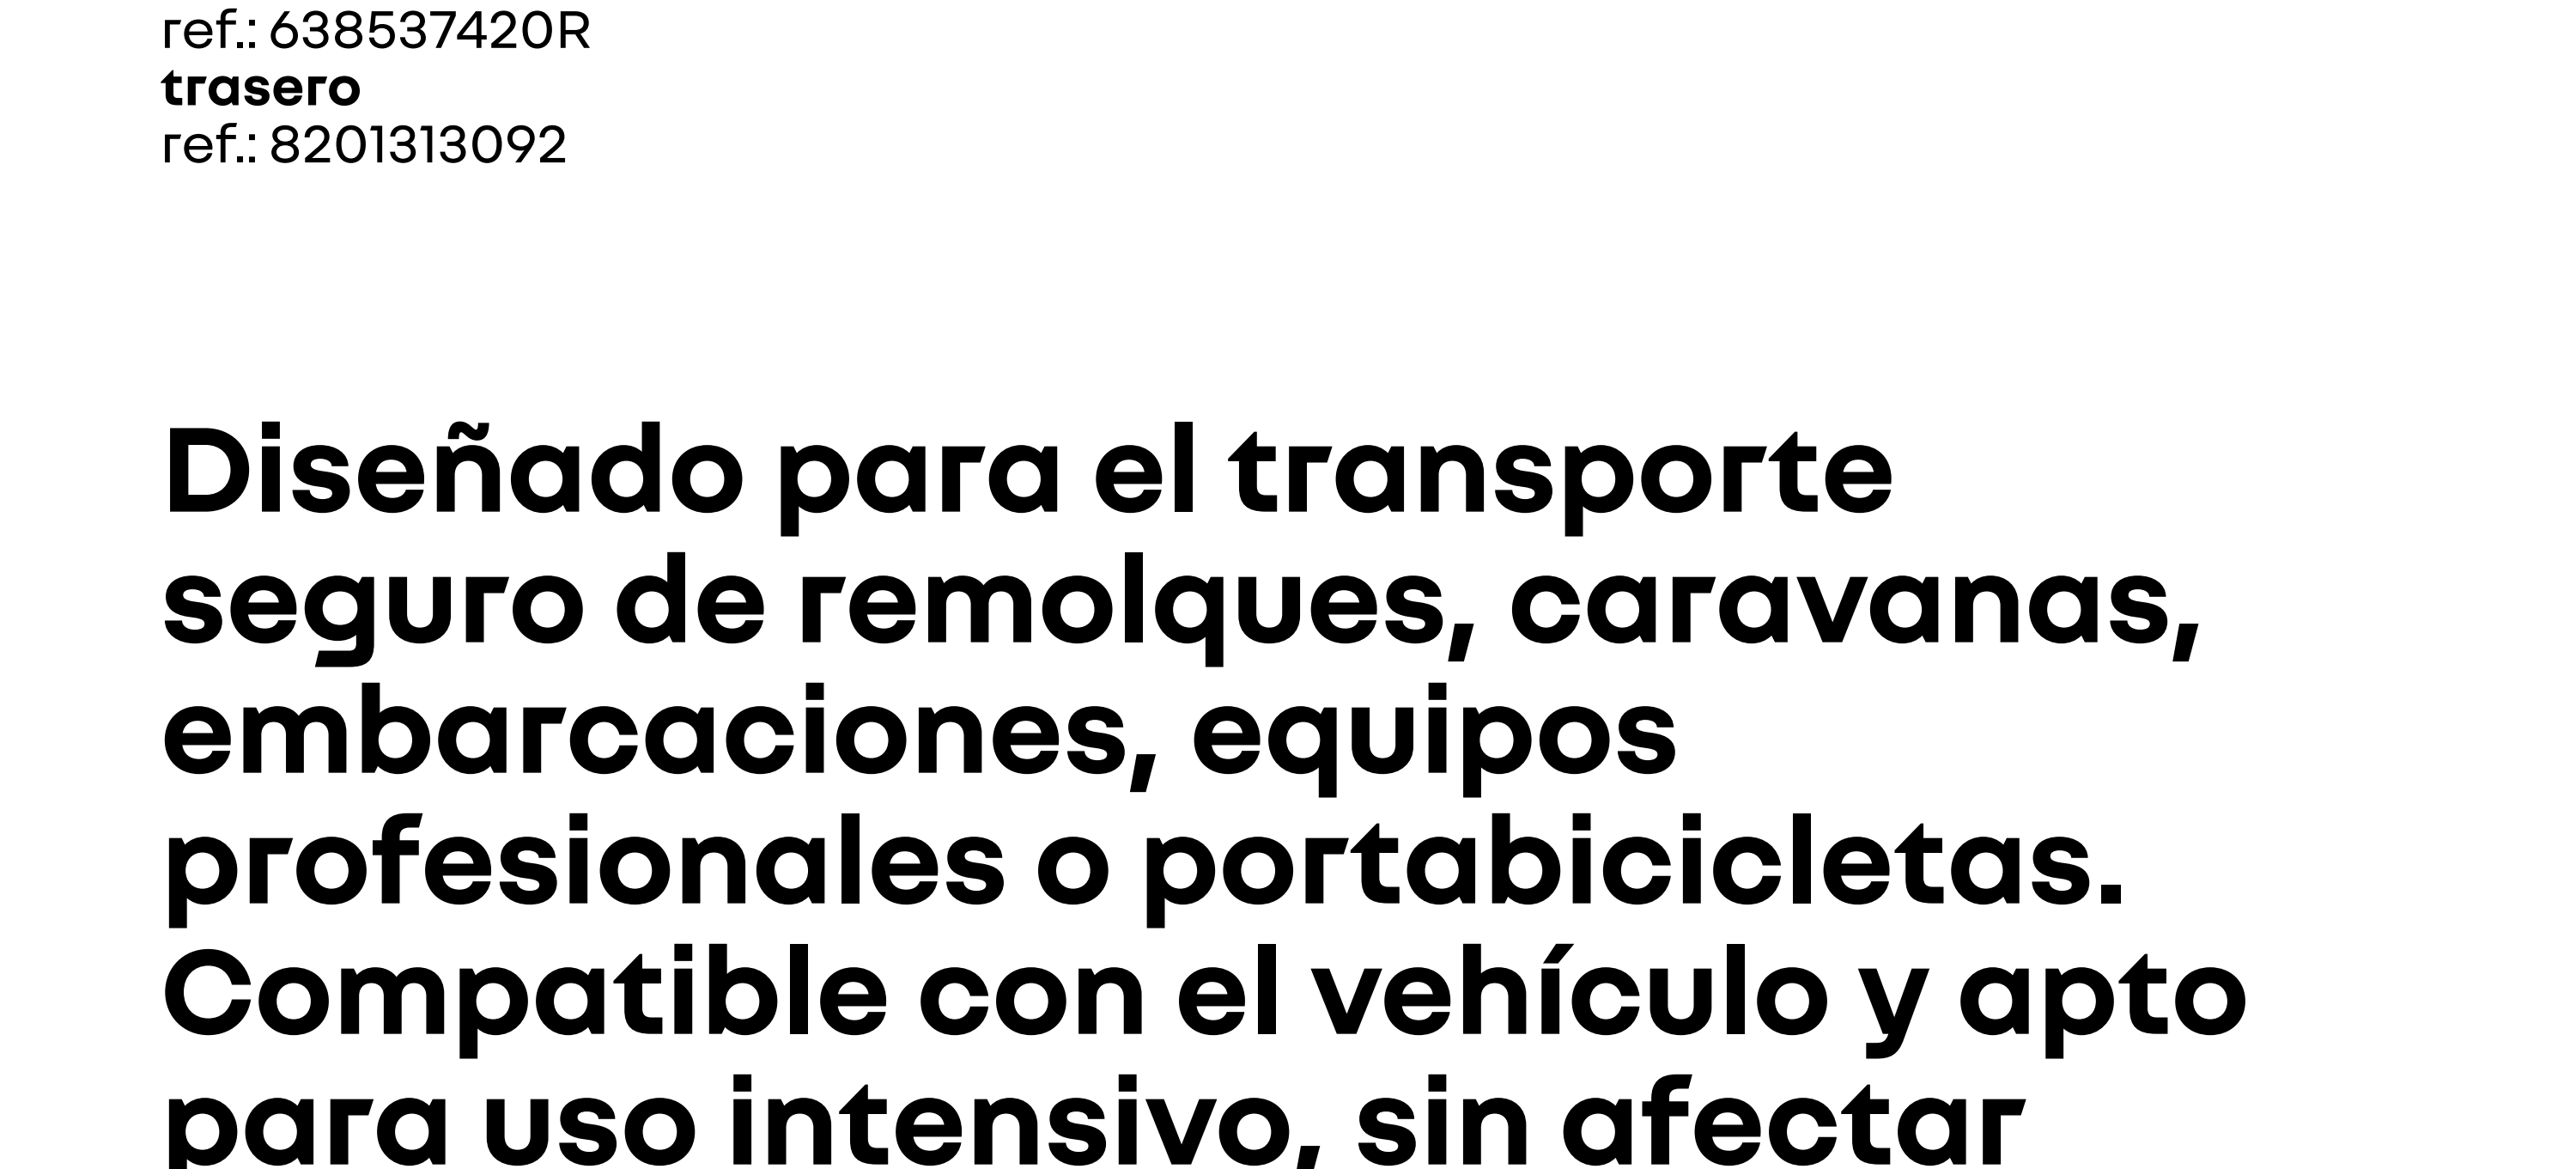 ref.: 638537420R
trasero
ref.: 8201313092
Diseñado para el transporte
seguro de remolques, caravanas,
embarcaciones, equipos
profesionales o portabicicletas.
Compatible con el vehículo y apto
para uso intensivo, sin afectar